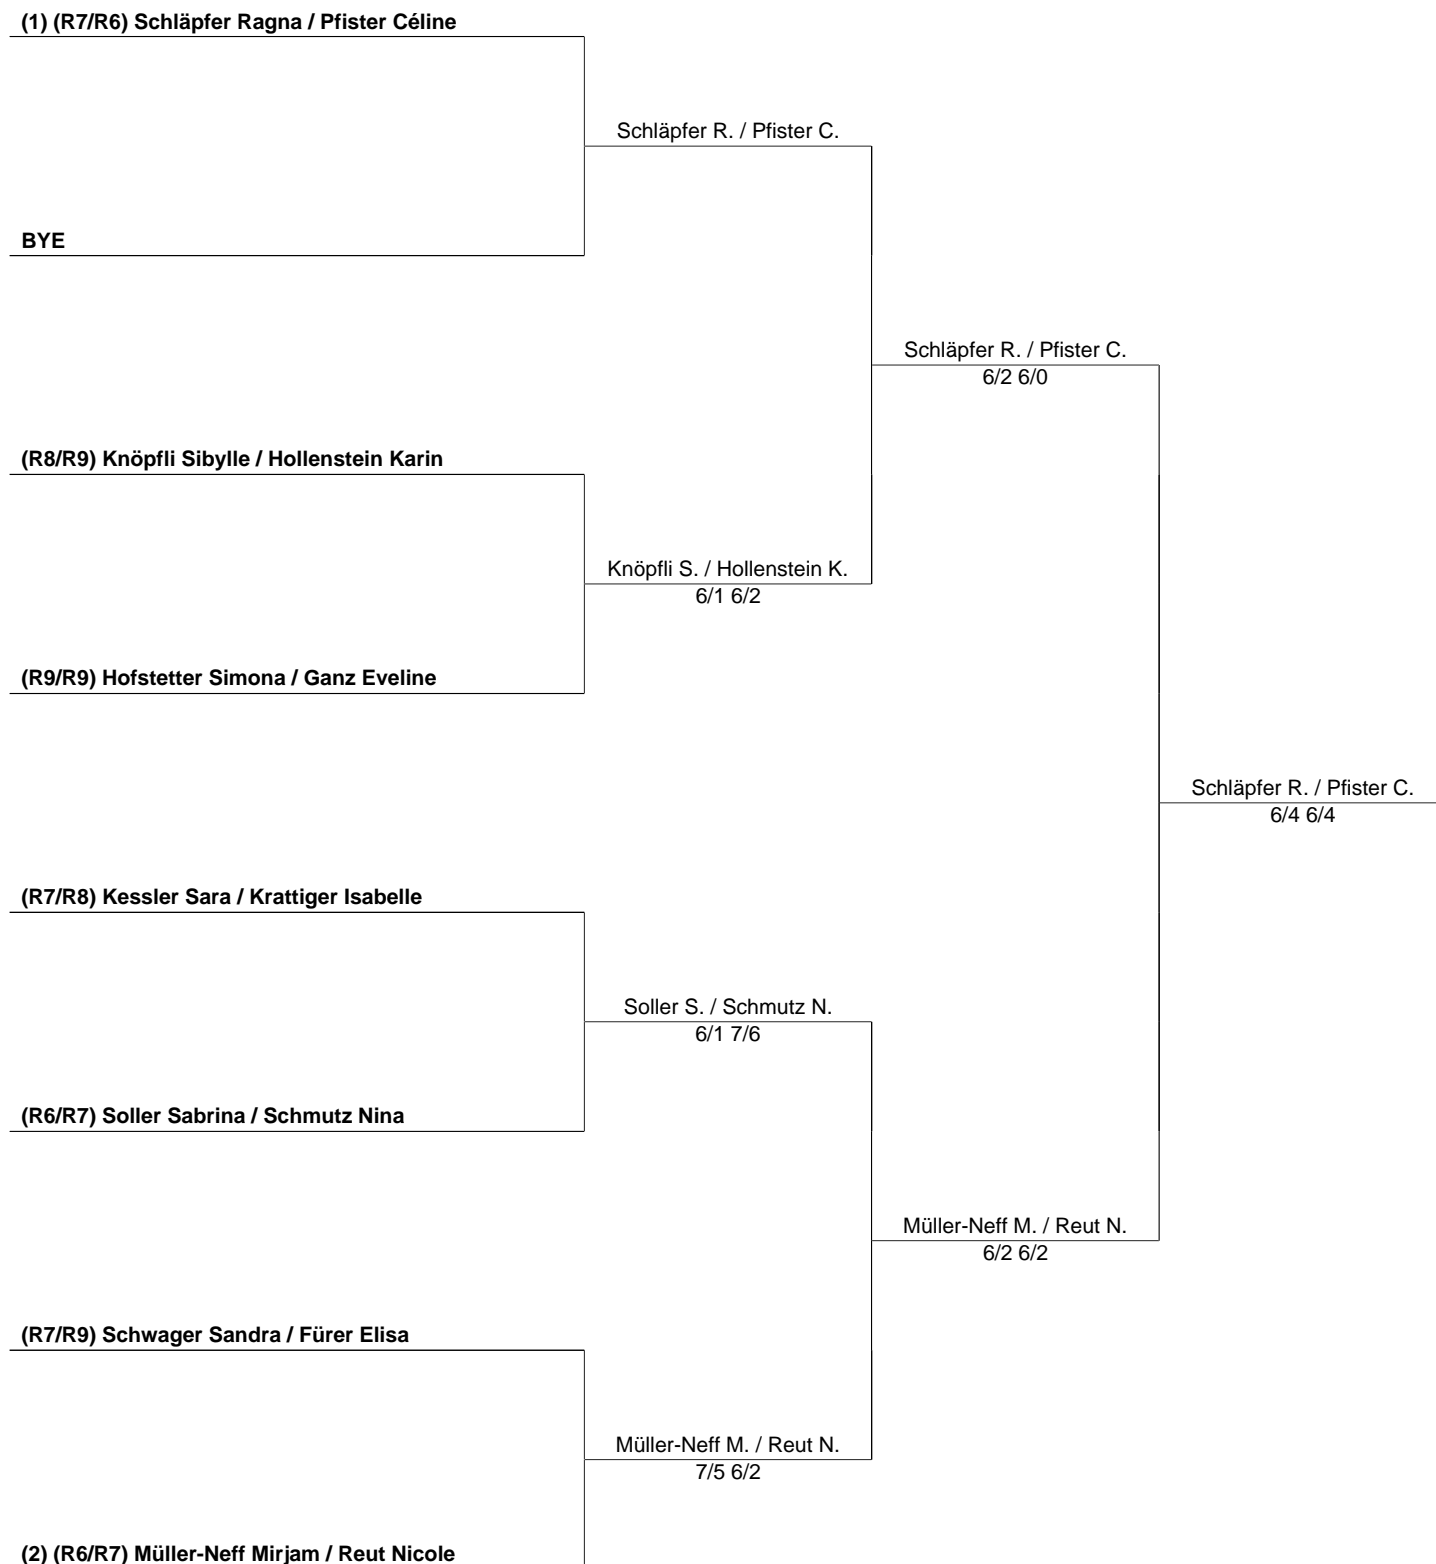 (1) (R7/R6) Schläpfer Ragna / Pfister Céline
Schläpfer R. / Pfister C.
BYE
Schläpfer R. / Pfister C.
6/2 6/0
(R8/R9) Knöpfli Sibylle / Hollenstein Karin
Knöpfli S. / Hollenstein K.
6/1 6/2
(R9/R9) Hofstetter Simona / Ganz Eveline
Schläpfer R. / Pfister C.
6/4 6/4
(R7/R8) Kessler Sara / Krattiger Isabelle
Soller S. / Schmutz N.
6/1 7/6
(R6/R7) Soller Sabrina / Schmutz Nina
Müller-Neff M. / Reut N.
6/2 6/2
(R7/R9) Schwager Sandra / Fürer Elisa
Müller-Neff M. / Reut N.
7/5 6/2
(2) (R6/R7) Müller-Neff Mirjam / Reut Nicole